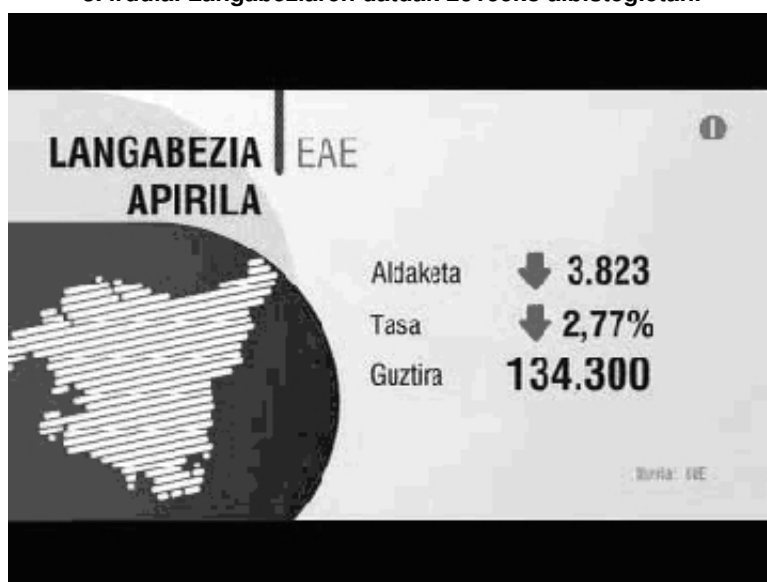 LANGABEZIA EAE
APIRILA
Aldaketa 3.823
Tasa 2,77%
Guztira 134.300